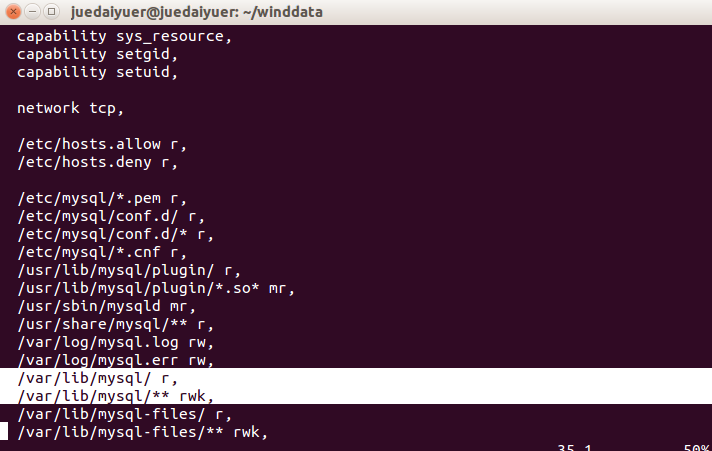 juedaiyuer@juedaiyuer: ~/winddata
capability sys_resource,
capability setgid,
capability setuid,
network tcp,
/etc/hosts.allow r,
/etc/hosts.deny r,
/etc/mysql/*.pem r,
/etc/mysql/conf.d/ r,
/etc/mysql/conf.d/* r,
/etc/mysql/*.cnf r,
/usr/lib/mysql/plugin/ r,
/usr/lib/mysql/plugin/*.so* mr,
/usr/sbin/mysqld mr,
/usr/share/mysql/** r,
/var/log/mysql.log rw,
/var/log/mysql.err rw,
/var/lib/mysql/ r,
/var/lib/mysql/** rwk,
/var/lib/mysql-files/ r,
/var/lib/mysql-files/** rwk,
35,1 50%